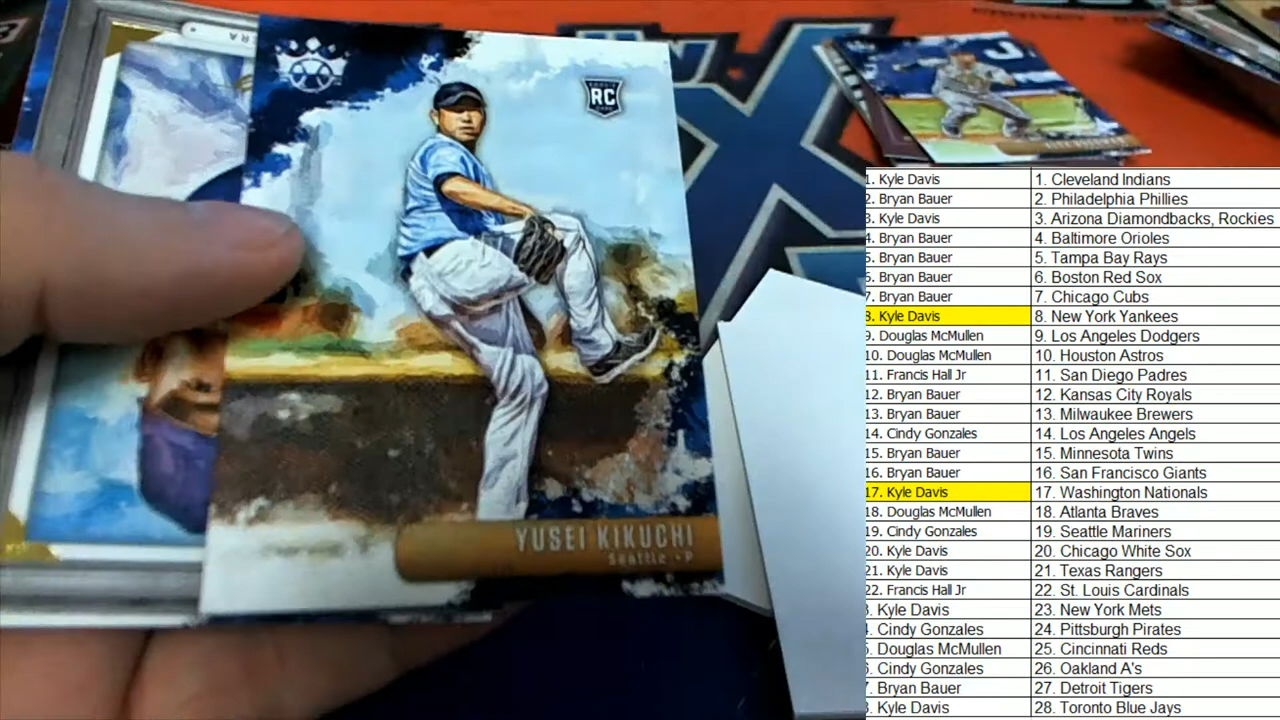 RC
YUSEI KIKUCHI
Seattle • P
1. Kyle Davis 1. Cleveland Indians
2. Bryan Bauer 2. Philadelphia Phillies
3. Kyle Davis 3. Arizona Diamondbacks, Rockies
4. Bryan Bauer 4. Baltimore Orioles
5. Bryan Bauer 5. Tampa Bay Rays
6. Bryan Bauer 6. Boston Red Sox
7. Bryan Bauer 7. Chicago Cubs
8. Kyle Davis 8. New York Yankees
9. Douglas McMullen 9. Los Angeles Dodgers
10. Douglas McMullen 10. Houston Astros
11. Francis Hall Jr 11. San Diego Padres
12. Bryan Bauer 12. Kansas City Royals
13. Bryan Bauer 13. Milwaukee Brewers
14. Cindy Gonzales 14. Los Angeles Angels
15. Bryan Bauer 15. Minnesota Twins
16. Bryan Bauer 16. San Francisco Giants
17. Kyle Davis 17. Washington Nationals
18. Douglas McMullen 18. Atlanta Braves
19. Cindy Gonzales 19. Seattle Mariners
20. Kyle Davis 20. Chicago White Sox
21. Kyle Davis 21. Texas Rangers
22. Francis Hall Jr 22. St. Louis Cardinals
3. Kyle Davis 23. New York Mets
4. Cindy Gonzales 24. Pittsburgh Pirates
5. Douglas McMullen 25. Cincinnati Reds
6. Cindy Gonzales 26. Oakland A's
7. Bryan Bauer 27. Detroit Tigers
8. Kyle Davis 28. Toronto Blue Jays